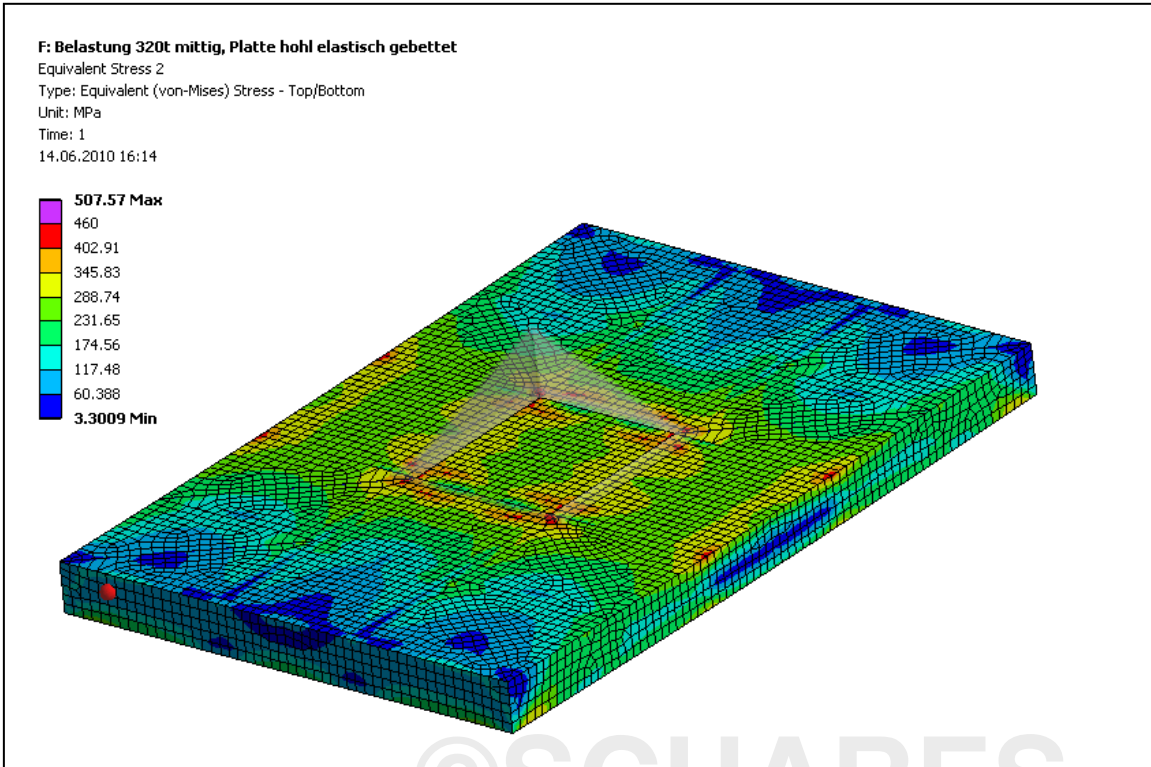 F: Belastung 320t mittig, Platte hohl elastisch gebettet
Equivalent Stress 2
Type: Equivalent (von-Mises) Stress - Top/Bottom
Unit: MPa
Time: 1
14.06.2010 16:14
507.57 Max
460
402.91
345.83
288.74
231.65
174.56
117.48
60.388
3.3009 Min